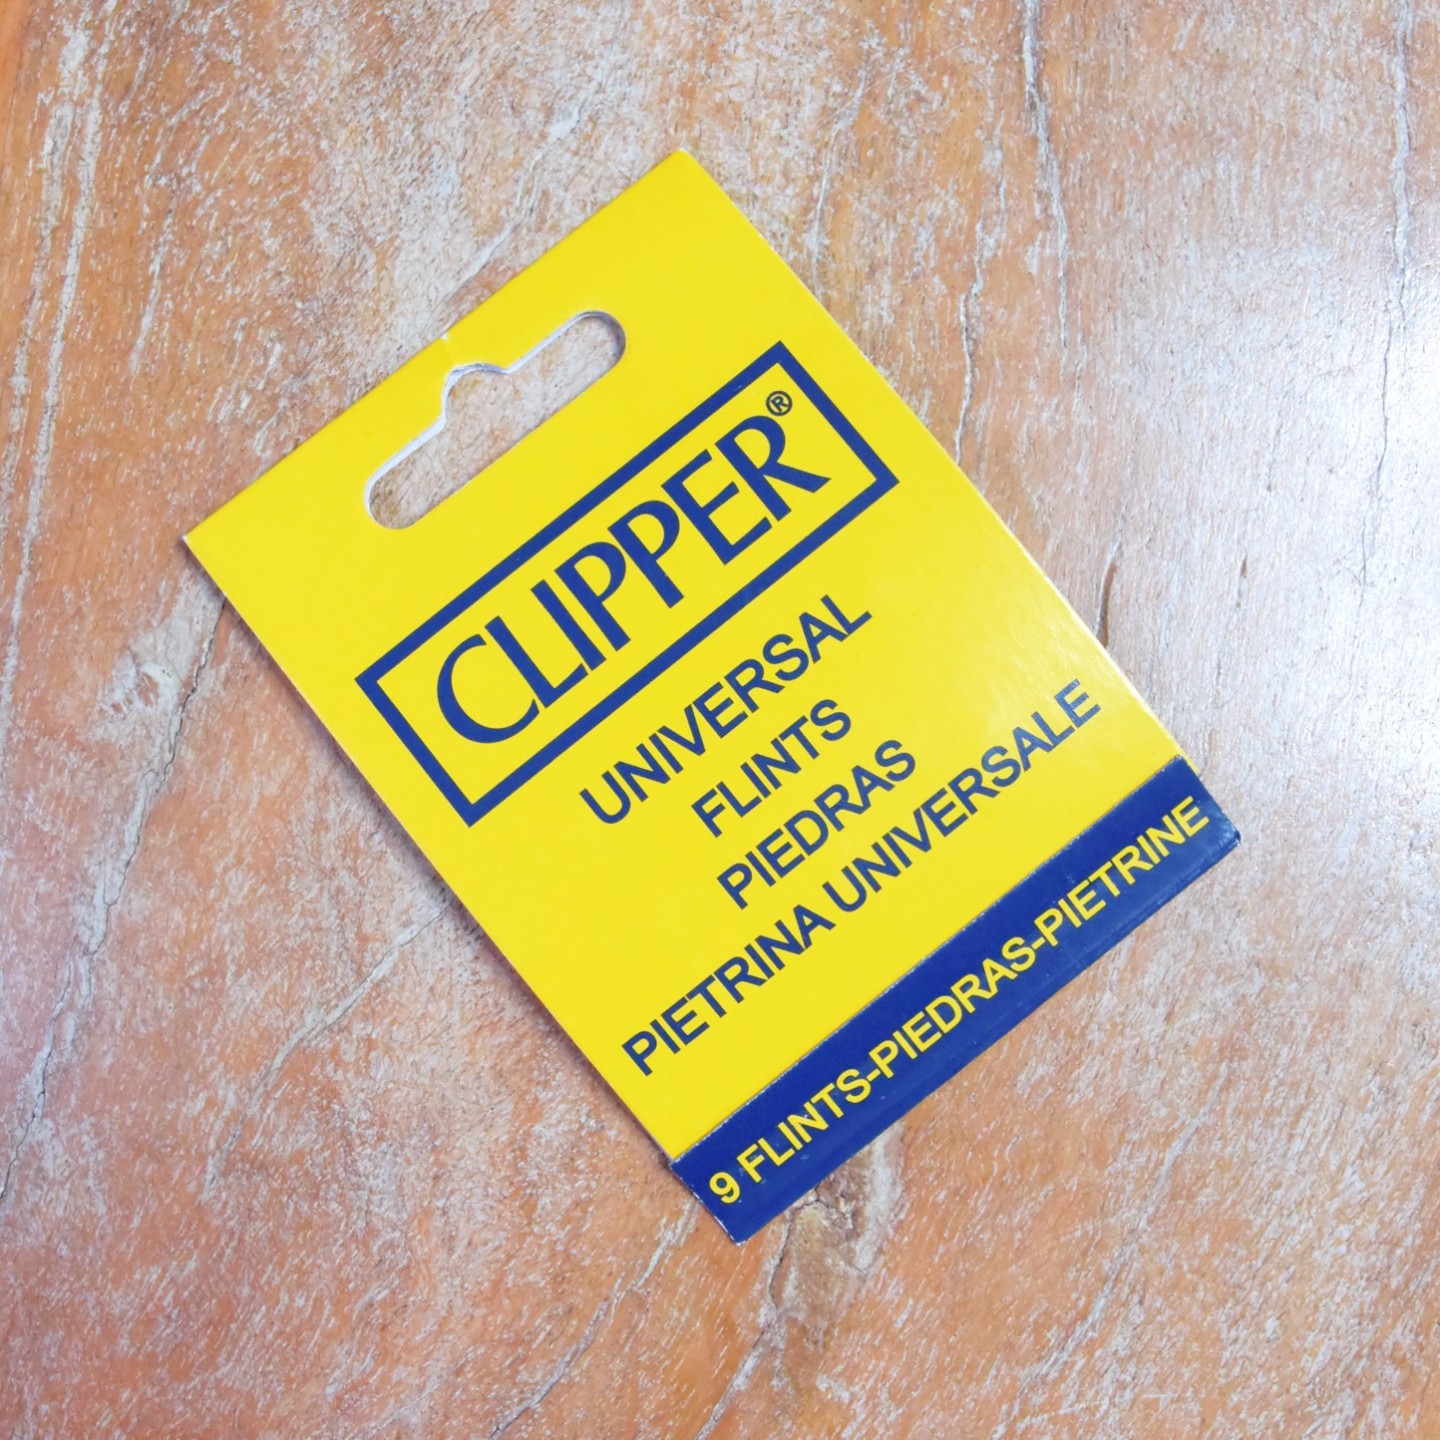 CLIPPER®
UNIVERSAL
FLINTS
PIEDRAS
PIETRINA UNIVERSALE
9 FLINTS-PIEDRAS-PIETRINE